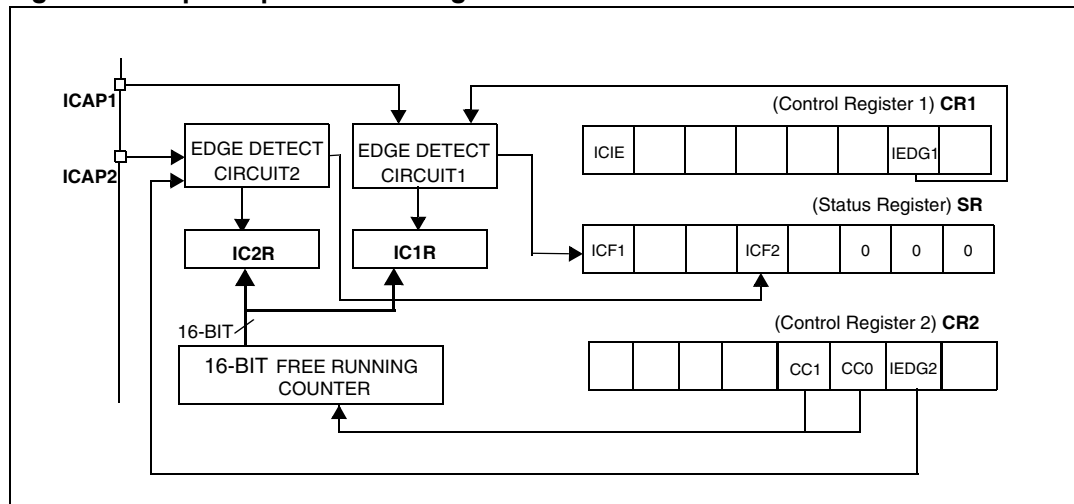 ICAP1
ICAP2
EDGE DETECT
CIRCUIT2
EDGE DETECT
CIRCUIT1
IC2R
IC1R
16-BIT
16-BIT FREE RUNNING
COUNTER
(Control Register 1) CR1
ICIE IEDG1
(Status Register) SR
ICF1 ICF2 0 0 0
(Control Register 2) CR2
CC1 CC0 IEDG2